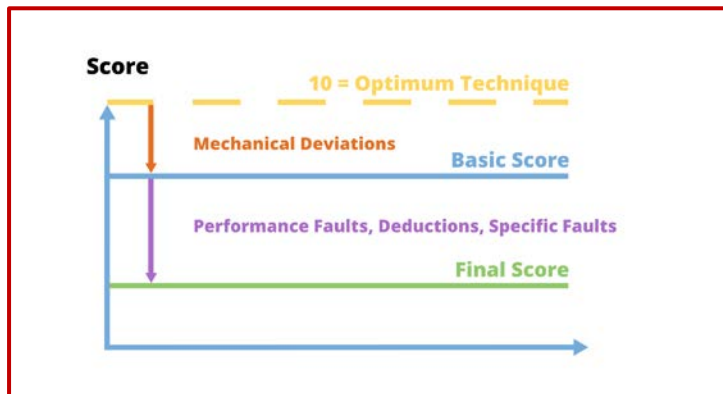 Score
10 = Optimum Technique
Mechanical Deviations
Basic Score
Performance Faults, Deductions, Specific Faults
Final Score